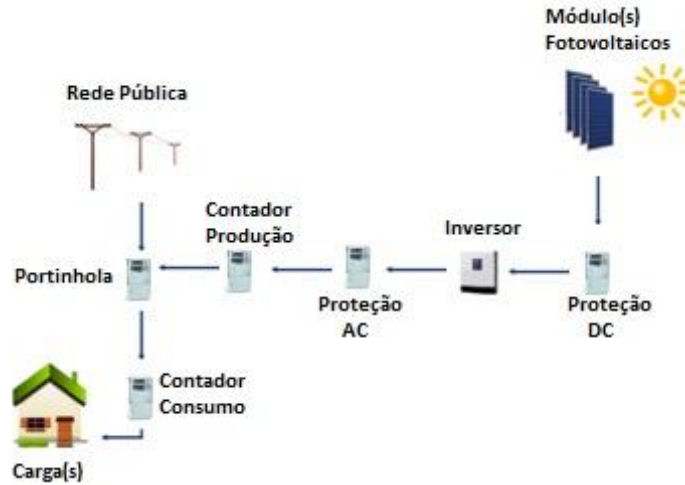 Módulo(s)
Fotovoltaicos
Rede Pública
Contador
Produção
Inversor
Portinhola
Proteção
AC
Proteção
DC
Contador
Consumo
Carga(s)